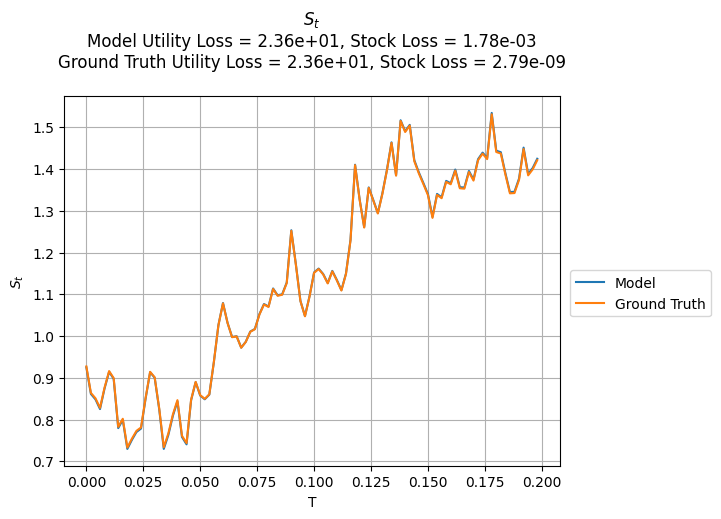 S_t
Model Utility Loss = 2.36e+01, Stock Loss = 1.78e-03
Ground Truth Utility Loss = 2.36e+01, Stock Loss = 2.79e-09
1.5
1.4
1.3
1.2
1.1
1.0
0.9
0.8
0.7
S_t
0.000 0.025 0.050 0.075 0.100 0.125 0.150 0.175 0.200
T
Model
Ground Truth